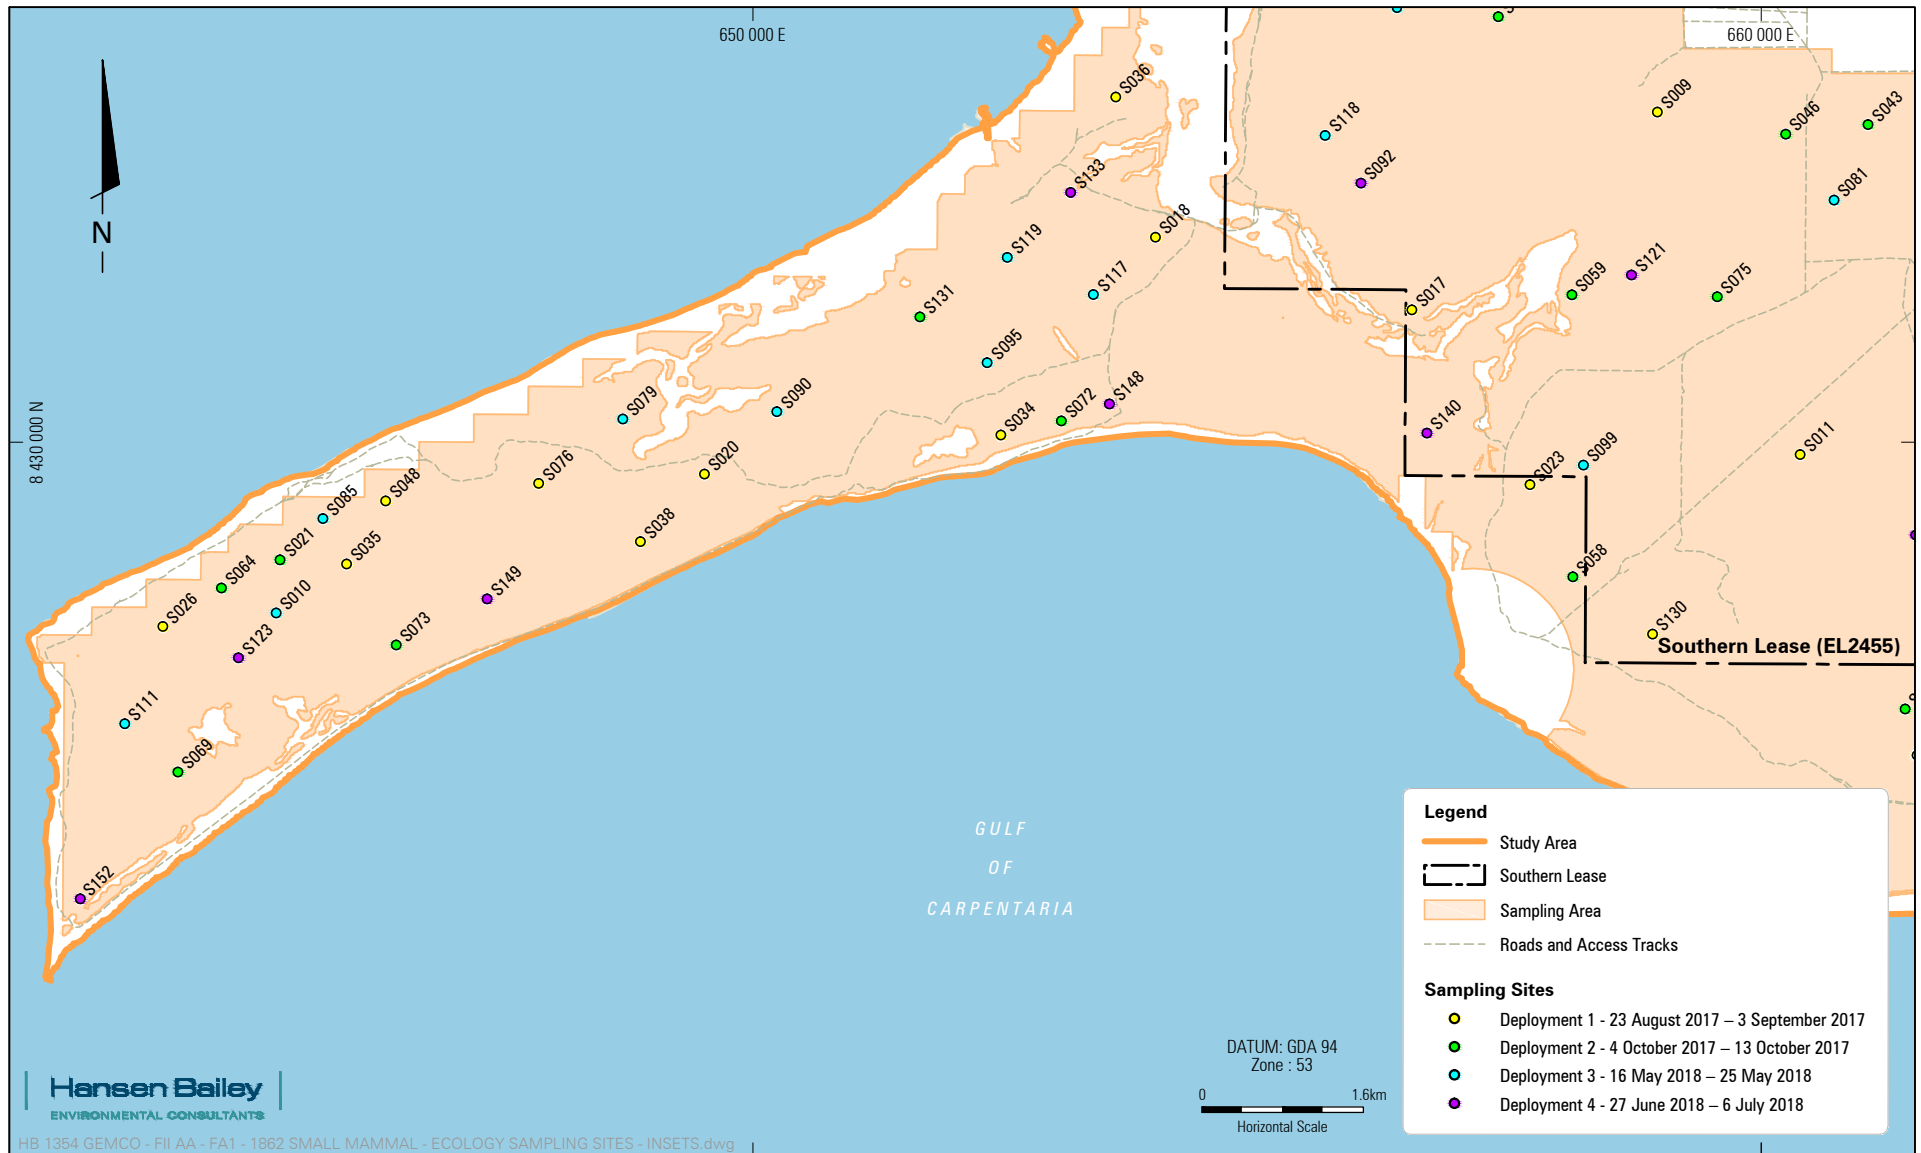 650 000 E
660 000 E
8 430 000 N
N
S036
S009
S046
S043
S118
S092
S133
S081
S018
S119
S117
S121
S059
S075
S131
S017
S095
S148
S072
S034
S090
S079
S140
S011
S099
S023
S020
S076
S048
S085
S038
S035
S021
S064
S058
S010
S149
S026
S123
S073
S130
Southern Lease (EL2455)
S111
S069
S152
GULF
OF
CARPENTARIA
Legend
Study Area
Southern Lease
Sampling Area
Roads and Access Tracks
Sampling Sites
Deployment 1 - 23 August 2017 – 3 September 2017
Deployment 2 - 4 October 2017 – 13 October 2017
Deployment 3 - 16 May 2018 – 25 May 2018
Deployment 4 - 27 June 2018 – 6 July 2018
DATUM: GDA 94
Zone : 53
0 1.6km
Horizontal Scale
Hansen Bailey
ENVIRONMENTAL CONSULTANTS
HB 1354 GEMCO - FII AA - FA1 - 1862 SMALL MAMMAL - ECOLOGY SAMPLING SITES - INSETS.dwg